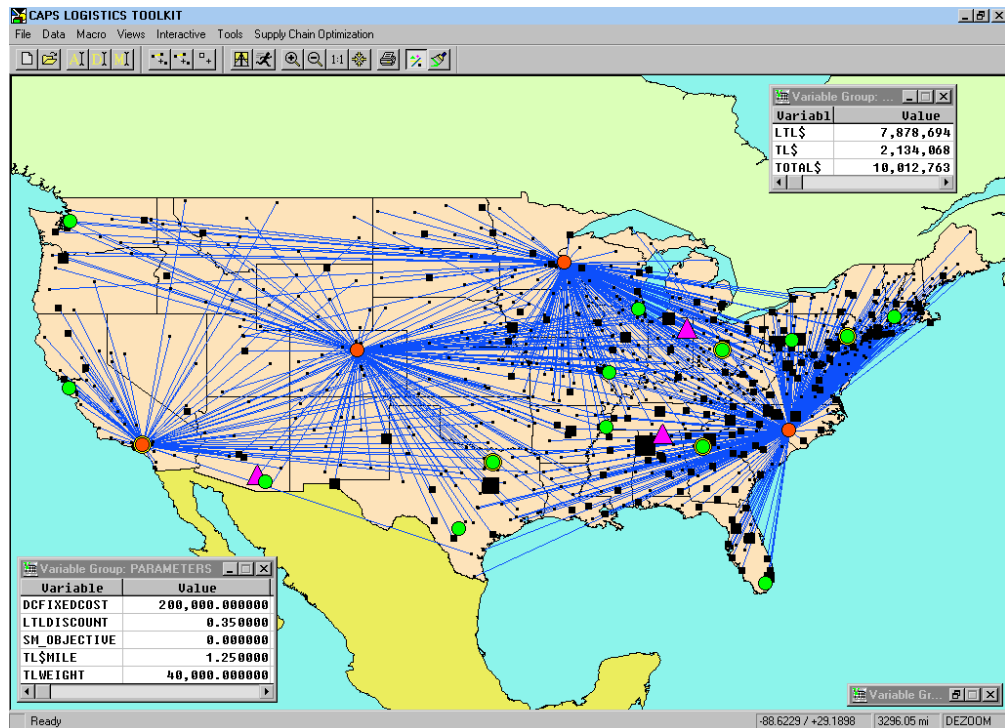 CAPS LOGISTICS TOOLKIT
File Data Macro Views Interactive Tools Supply Chain Optimization
1:1
Variable Group: ...
Variabl Value
LTL$ 7,878,694
TL$ 2,134,068
TOTAL$ 10,012,763
Variable Group: PARAMETERS
Variable Value
DCFIXEDCOST 200,000.000000
LTLDISCOUNT 0.350000
SM_OBJECTIVE 0.000000
TL$MILE 1.250000
TLWEIGHT 40,000.000000
Variable Gr...
Ready -88.6229 / +29.1898 3296.05 mi DEZOOM